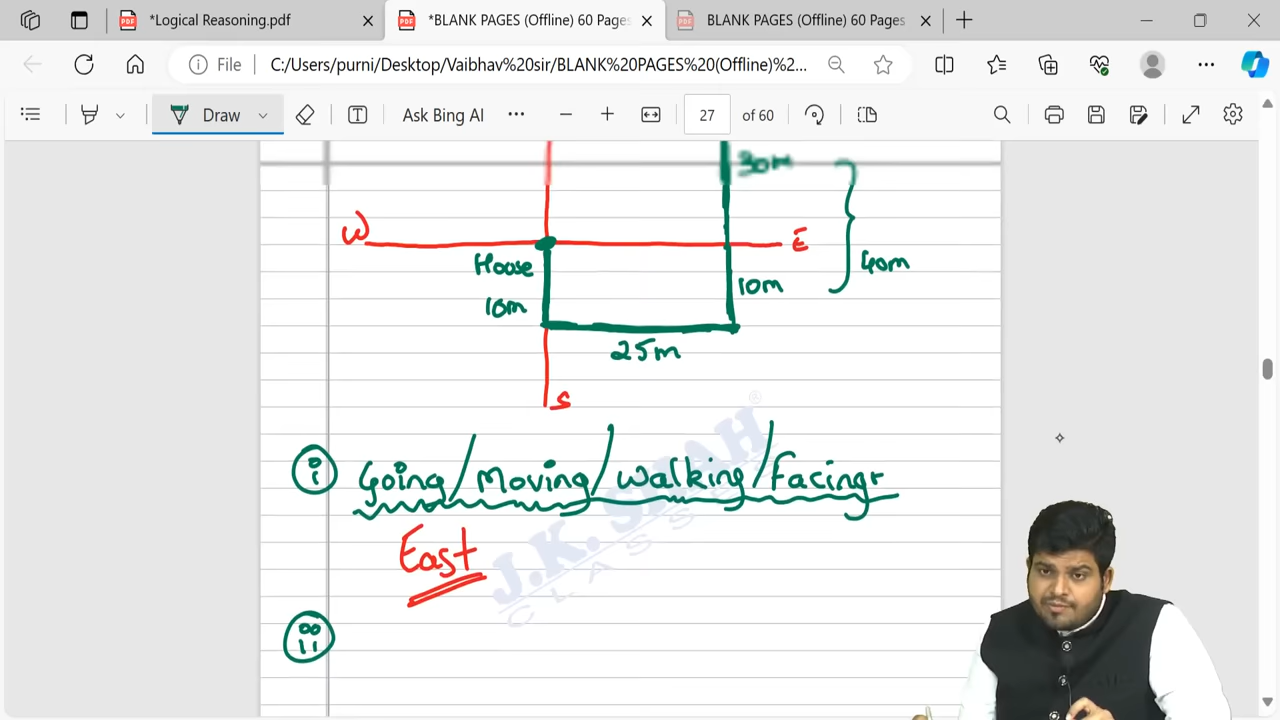 *Logical Reasoning.pdf
*BLANK PAGES (Offline) 60 Pages
BLANK PAGES (Offline) 60 Pages
File
C:/Users/purni/Desktop/Vaibhav%20sir/BLANK%20PAGES%20(Offline)%2...
Draw
Ask Bing AI
27 of 60
30m
W
E
House
40m
10m
10m
25m
S
i Going/Moving/Walking/Facing
East
J.K. SHAH
®
CLASSES
ii